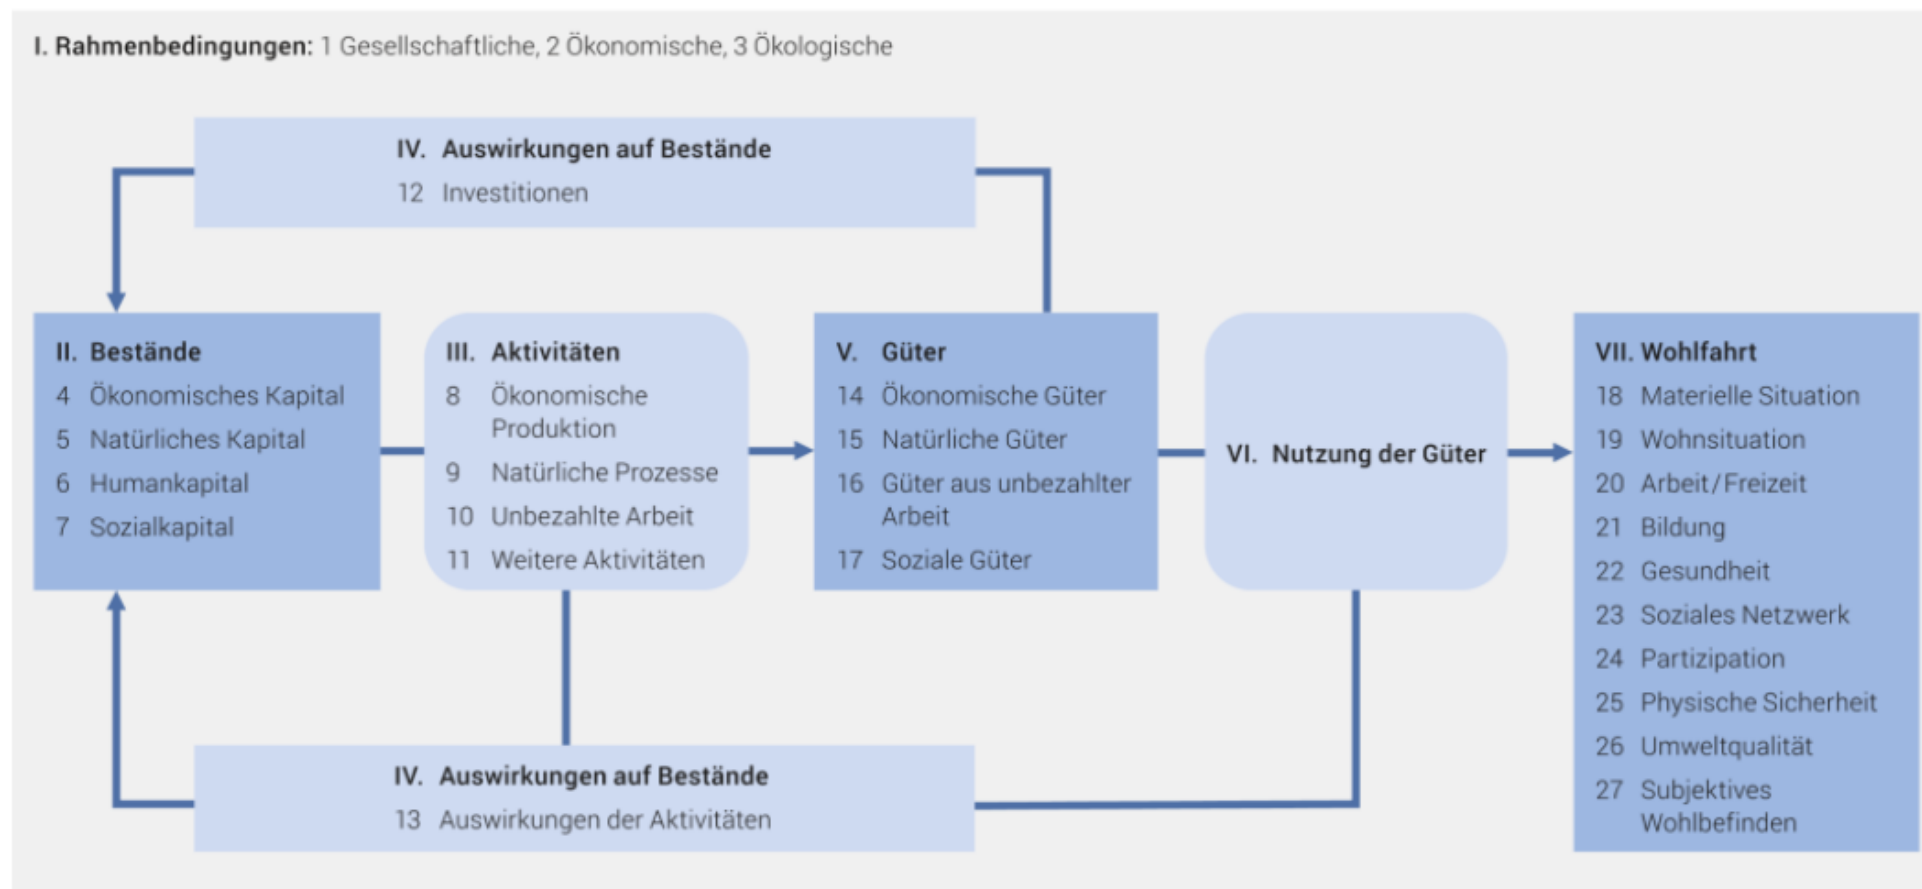 I. Rahmenbedingungen: 1 Gesellschaftliche, 2 Ökonomische, 3 Ökologische
IV. Auswirkungen auf Bestände
12 Investitionen
II. Bestände
4 Ökonomisches Kapital
5 Natürliches Kapital
6 Humankapital
7 Sozialkapital
III. Aktivitäten
8 Ökonomische
Produktion
9 Natürliche Prozesse
10 Unbezahlte Arbeit
11 Weitere Aktivitäten
V. Güter
14 Ökonomische Güter
15 Natürliche Güter
16 Güter aus unbezahlter
Arbeit
17 Soziale Güter
VI. Nutzung der Güter
VII. Wohlfahrt
18 Materielle Situation
19 Wohnsituation
20 Arbeit/Freizeit
21 Bildung
22 Gesundheit
23 Soziales Netzwerk
24 Partizipation
25 Physische Sicherheit
26 Umweltqualität
27 Subjektives
Wohlbefinden
IV. Auswirkungen auf Bestände
13 Auswirkungen der Aktivitäten